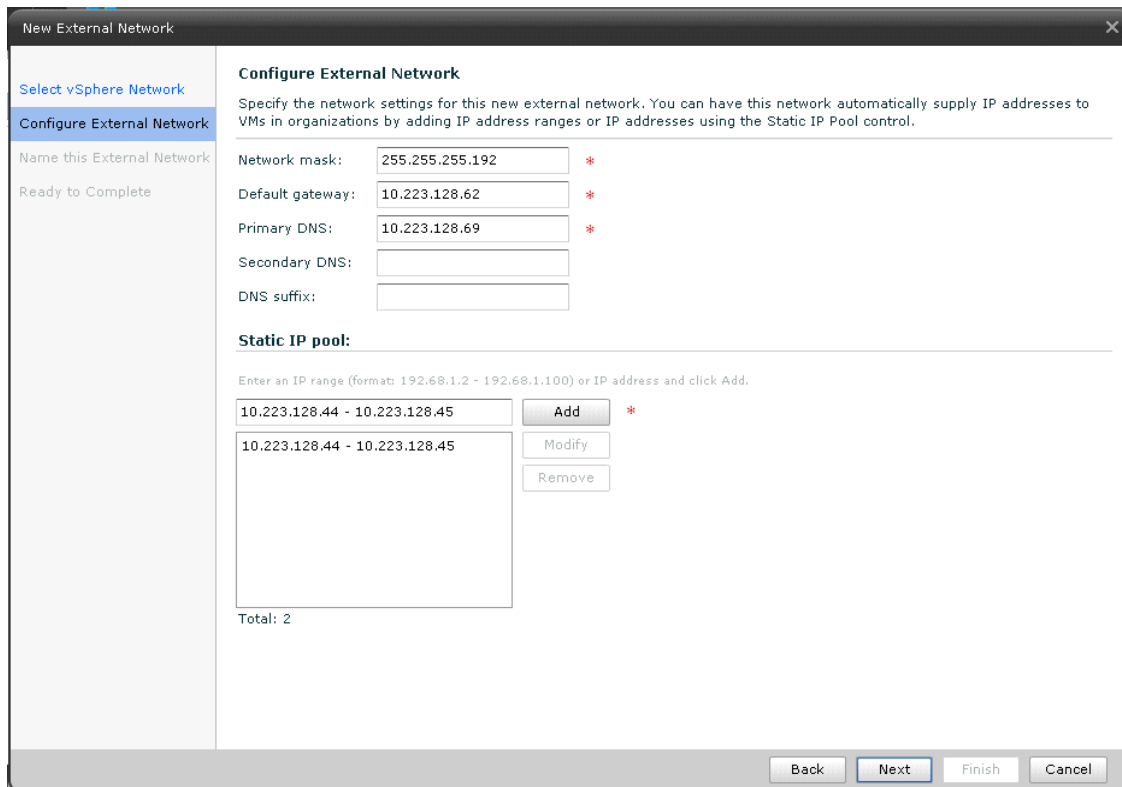 New External Network
Select vSphere Network
Configure External Network
Name this External Network
Ready to Complete
Configure External Network
Specify the network settings for this new external network. You can have this network automatically supply IP addresses to
VMs in organizations by adding IP address ranges or IP addresses using the Static IP Pool control.
Network mask: 255.255.255.192 *
Default gateway: 10.223.128.62 *
Primary DNS: 10.223.128.69 *
Secondary DNS:
DNS suffix:
Static IP pool:
Enter an IP range (format: 192.68.1.2 - 192.68.1.100) or IP address and click Add.
10.223.128.44 - 10.223.128.45 Add *
10.223.128.44 - 10.223.128.45 Modify
Remove
Total: 2
Back Next Finish Cancel